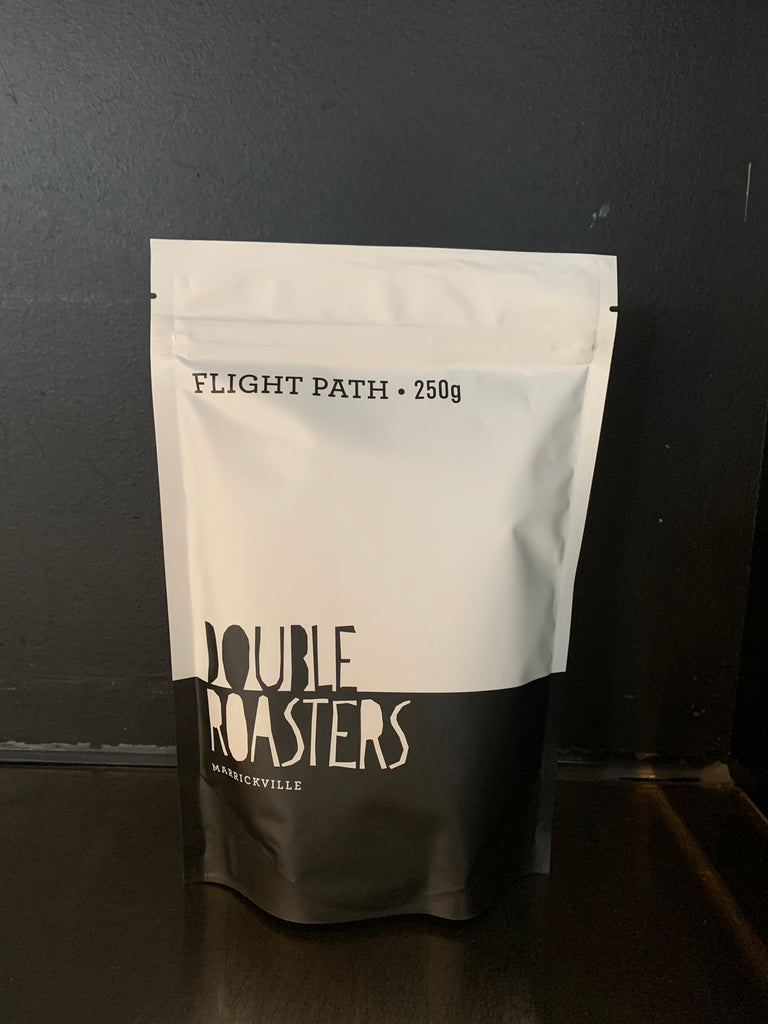 FLIGHT PATH • 250g
DOUBLE
ROASTERS
MARRICKVILLE